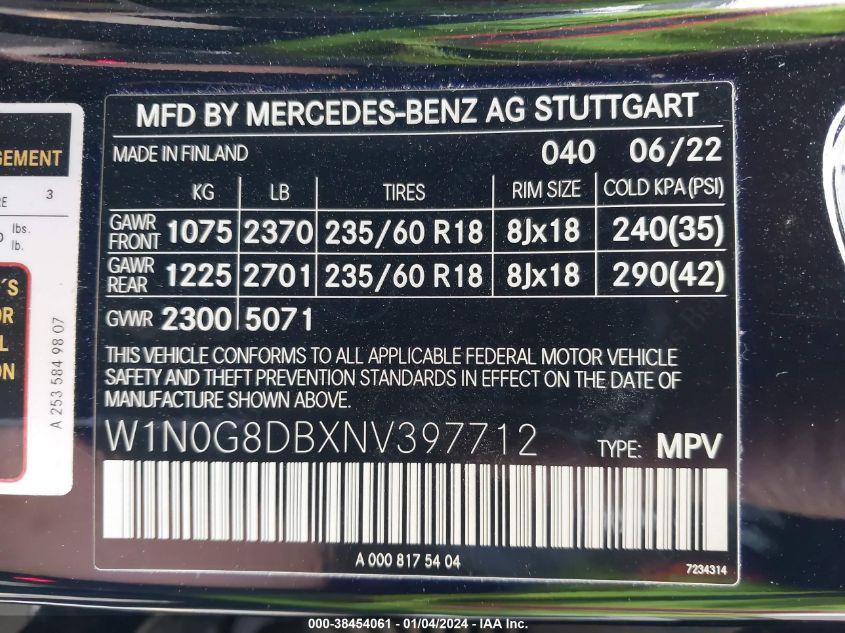 MFD BY MERCEDES-BENZ AG STUTTGART
MADE IN FINLAND 040 06/22
KG LB TIRES RIM SIZE COLD KPA(PSI)
GAWR FRONT 1075 2370 235/60 R18 8Jx18 240(35)
GAWR REAR 1225 2701 235/60 R18 8Jx18 290(42)
GVWR 2300 5071
THIS VEHICLE CONFORMS TO ALL APPLICABLE FEDERAL MOTOR VEHICLE
SAFETY AND THEFT PREVENTION STANDARDS IN EFFECT ON THE DATE OF
MANUFACTURE SHOWN ABOVE.
W1N0G8DBXNV397712 TYPE: MPV
A 000 817 54 04
7234314
3
lbs.
lb.
A 253 584 98 07
000-38454061 - 01/04/2024 - IAA Inc.